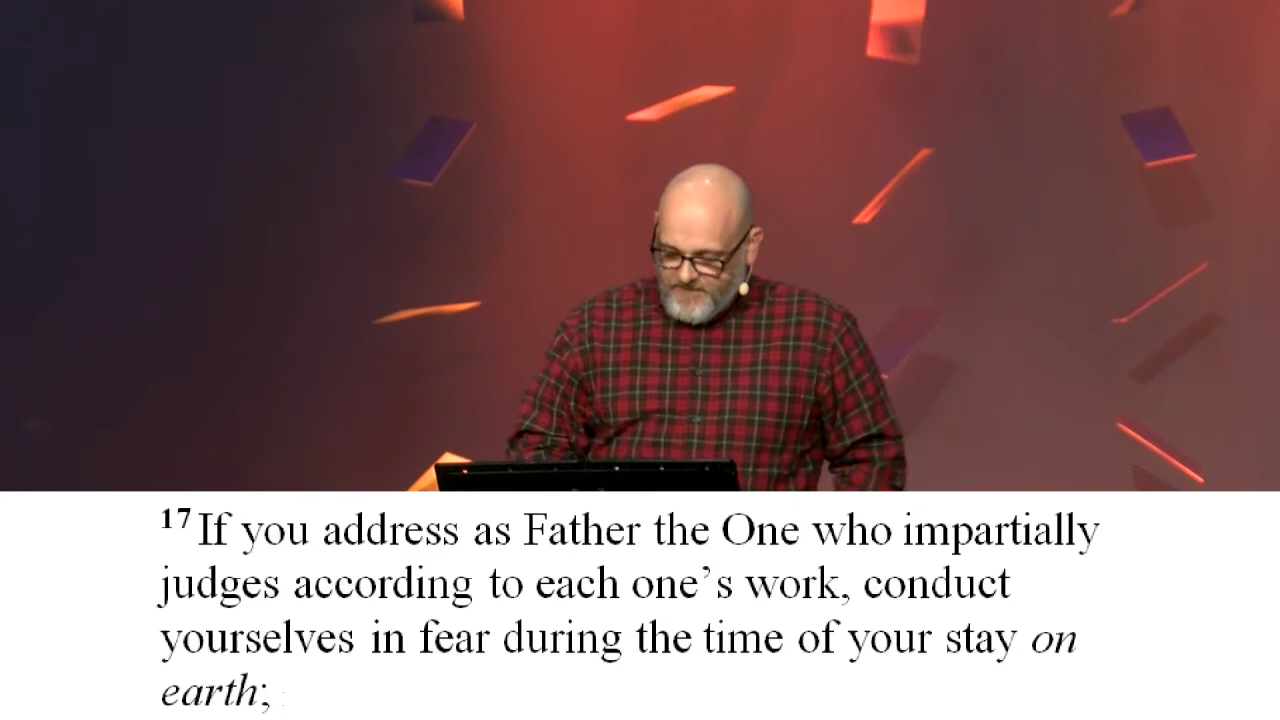 17 If you address as Father the One who impartially
judges according to each one’s work, conduct
yourselves in fear during the time of your stay on
earth;